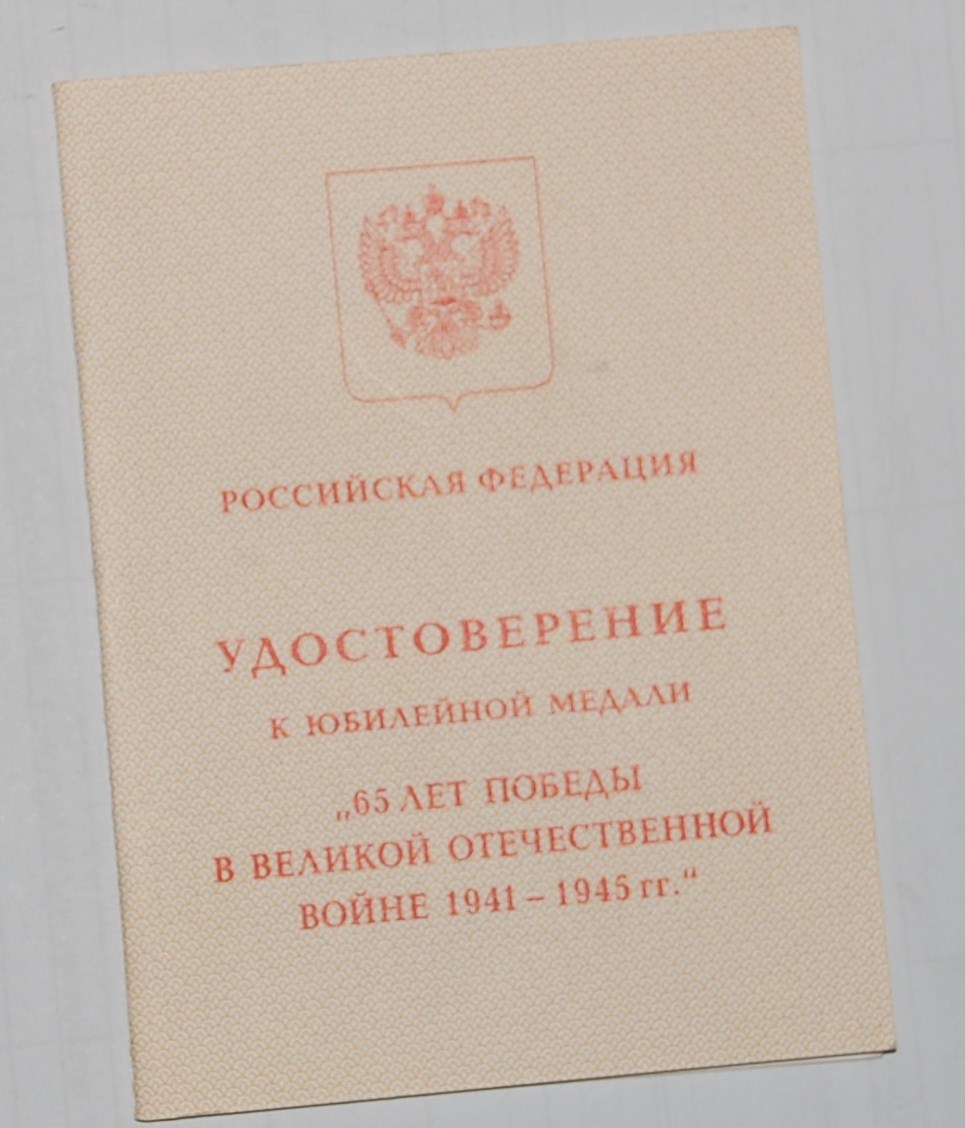 РОССИЙСКАЯ ФЕДЕРАЦИЯ
УДОСТОВЕРЕНИЕ
К ЮБИЛЕЙНОЙ МЕДАЛИ
„65 ЛЕТ ПОБЕДЫ
В ВЕЛИКОЙ ОТЕЧЕСТВЕННОЙ
ВОЙНЕ 1941 – 1945 гг.“